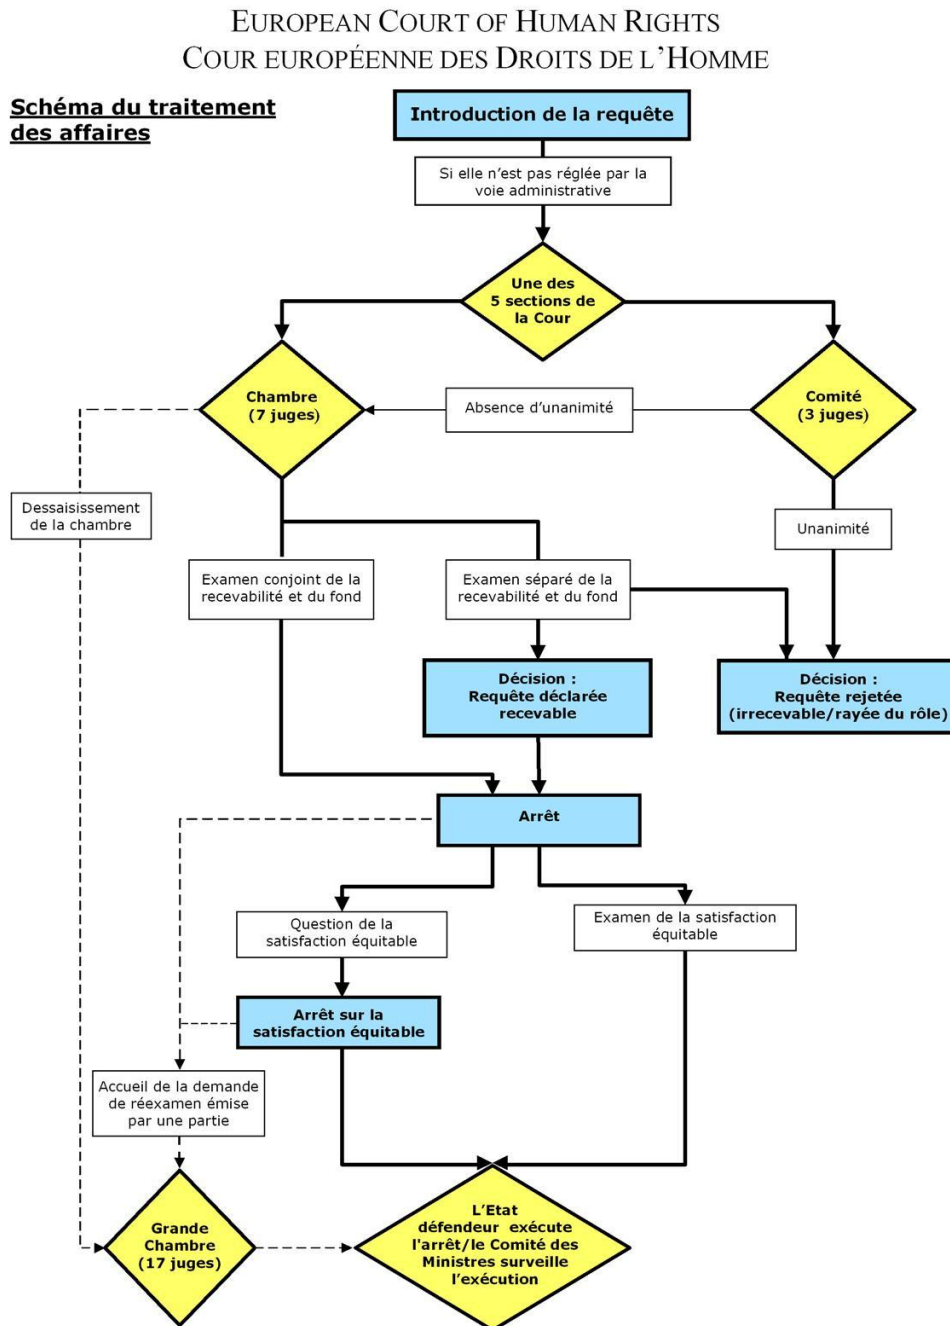 EUROPEAN COURT OF HUMAN RIGHTS
COUR EUROPÉENNE DES DROITS DE L'HOMME
Schéma du traitement
des affaires
Introduction de la requête
Si elle n'est pas réglée par la
voie administrative
Une des
5 sections de
la Cour
Chambre
(7 juges)
Absence d'unanimité
Comité
(3 juges)
Dessaisissement
de la chambre
Unanimité
Examen conjoint de la
recevabilité et du fond
Examen séparé de la
recevabilité et du fond
Décision :
Requête déclarée
recevable
Décision :
Requête rejetée
(irrecevable/rayée du rôle)
Arrêt
Question de la
satisfaction équitable
Examen de la satisfaction
équitable
Arrêt sur la
satisfaction équitable
Accueil de la demande
de réexamen émise
par une partie
Grande
Chambre
(17 juges)
L'Etat
défendeur exécute
l'arrêt/le Comité des
Ministres surveille
l'exécution